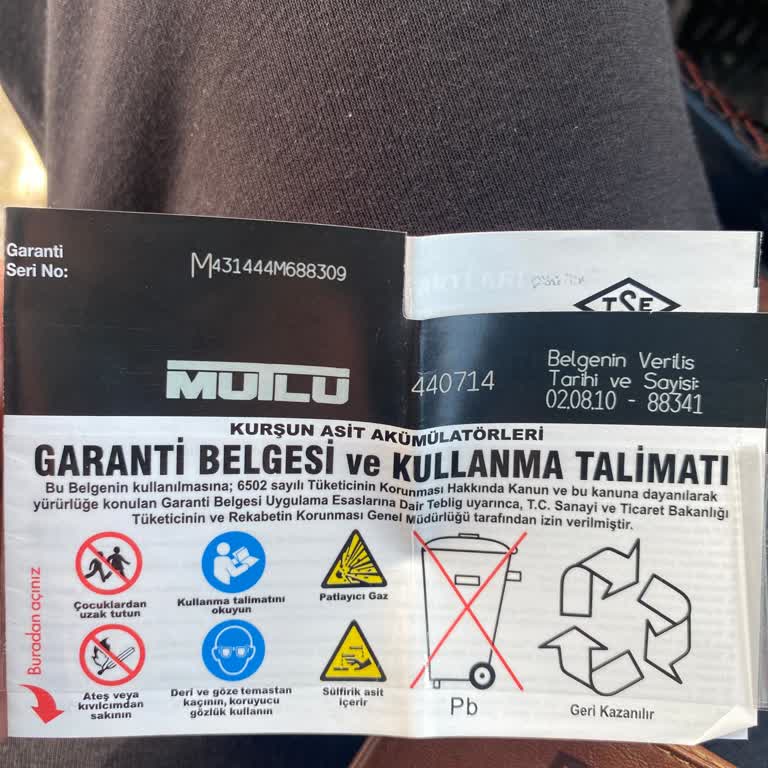 Garanti
Seri No:
M431444M688309
TSE
MUTLU
440714
Belgenin Verilis
Tarihi ve Sayisi:
02.08.10 - 88341
KURŞUN ASİT AKÜMÜLATÖRLERİ
GARANTİ BELGESİ ve KULLANMA TALİMATI
Bu Belgenin kullanılmasına; 6502 sayılı Tüketicinin Korunması Hakkında Kanun ve bu kanuna dayanılarak
yürürlüğe konulan Garanti Belgesi Uygulama Esaslarına Dair Teblig uyarınca, T.C. Sanayi ve Ticaret Bakanlığı
Tüketicinin ve Rekabetin Korunması Genel Müdürlüğü tarafından izin verilmiştir.
Buradan açınız
Çocuklardan
uzak tutun
Kullanma talimatını
okuyun
Patlayıcı Gaz
Ateş veya
kıvılcımdan
sakının
Deri ve göze temastan
kaçının, koruyucu
gözlük kullanın
Sülfirik asit
içerir
Pb
Geri Kazanılır